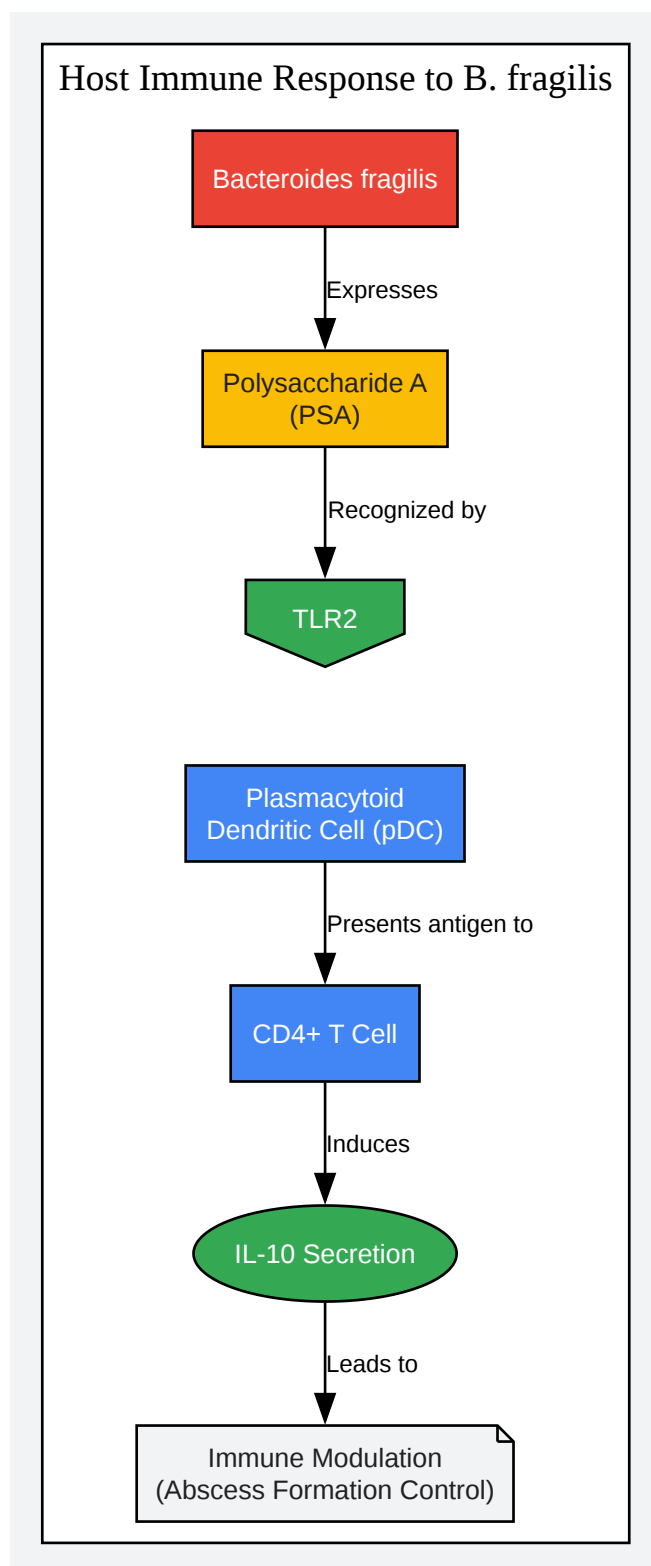 Host Immune Response to B. fragilis
Bacteroides fragilis
Expresses
Polysaccharide A
(PSA)
Recognized by
TLR2
Plasmacytoid
Dendritic Cell (pDC)
Presents antigen to
CD4+ T Cell
Induces
IL-10 Secretion
Leads to
Immune Modulation
(Abscess Formation Control)